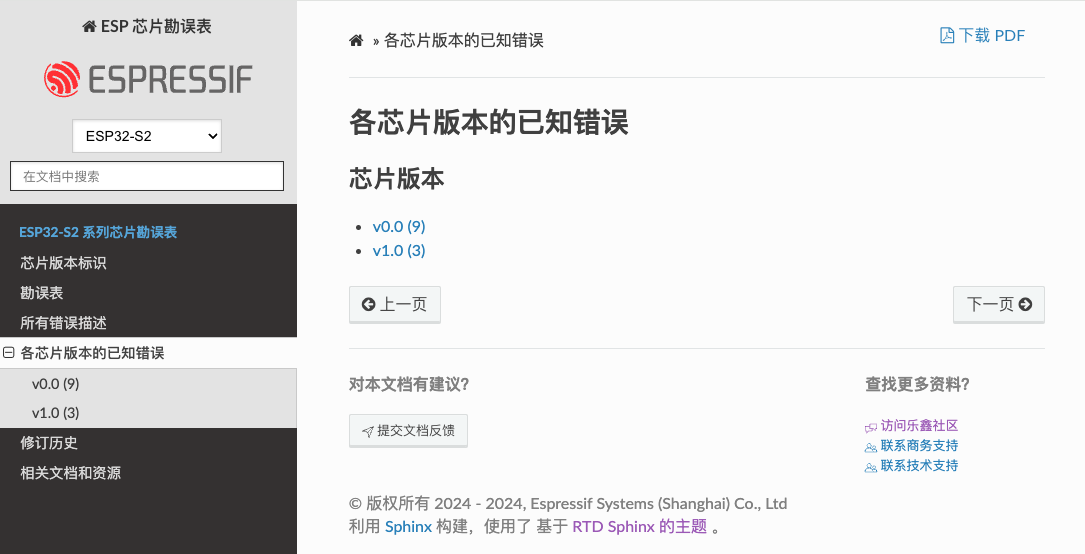 ESP 芯片勘误表
ESPRESSIF
ESP32-S2
在文档中搜索
ESP32-S2 系列芯片勘误表
芯片版本标识
勘误表
所有错误描述
各芯片版本的已知错误
v0.0 (9)
v1.0 (3)
修订历史
相关文档和资源
» 各芯片版本的已知错误
下载 PDF
各芯片版本的已知错误
芯片版本
v0.0 (9)
v1.0 (3)
上一页
下一页
对本文档有建议？
提交文档反馈
查找更多资料？
访问乐鑫社区
联系商务支持
联系技术支持
© 版权所有 2024 - 2024, Espressif Systems (Shanghai) Co., Ltd
利用 Sphinx 构建，使用了 基于 RTD Sphinx 的主题 。